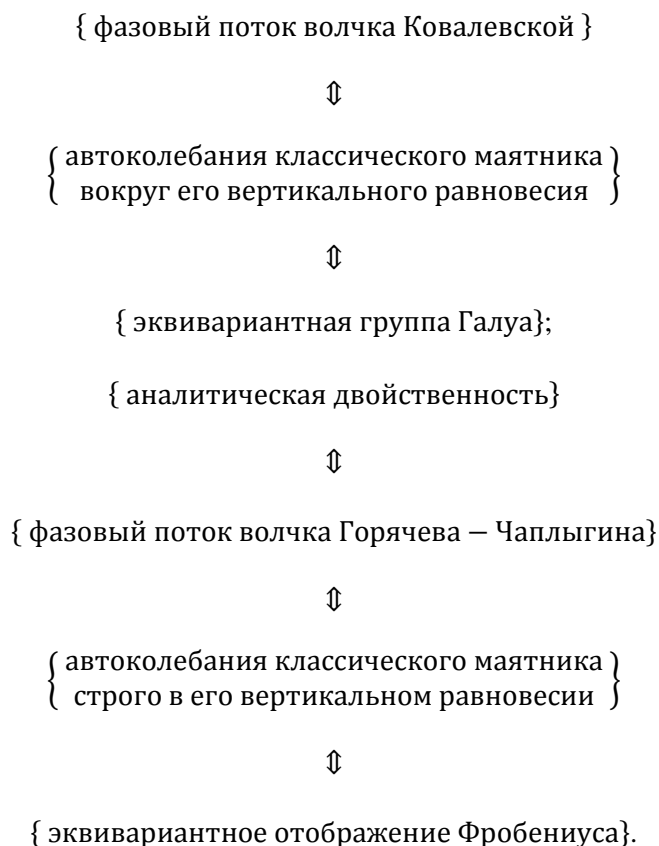 { фазовый поток волчка Ковалевской }
⇕
{ автоколебания классического маятника
вокруг его вертикального равновесия }
⇕
{ эквивариантная группа Галуа};
{ аналитическая двойственность}
⇕
{ фазовый поток волчка Горячева − Чаплыгина}
⇕
{ автоколебания классического маятника
строго в его вертикальном равновесии }
⇕
{ эквивариантное отображение Фробениуса}.